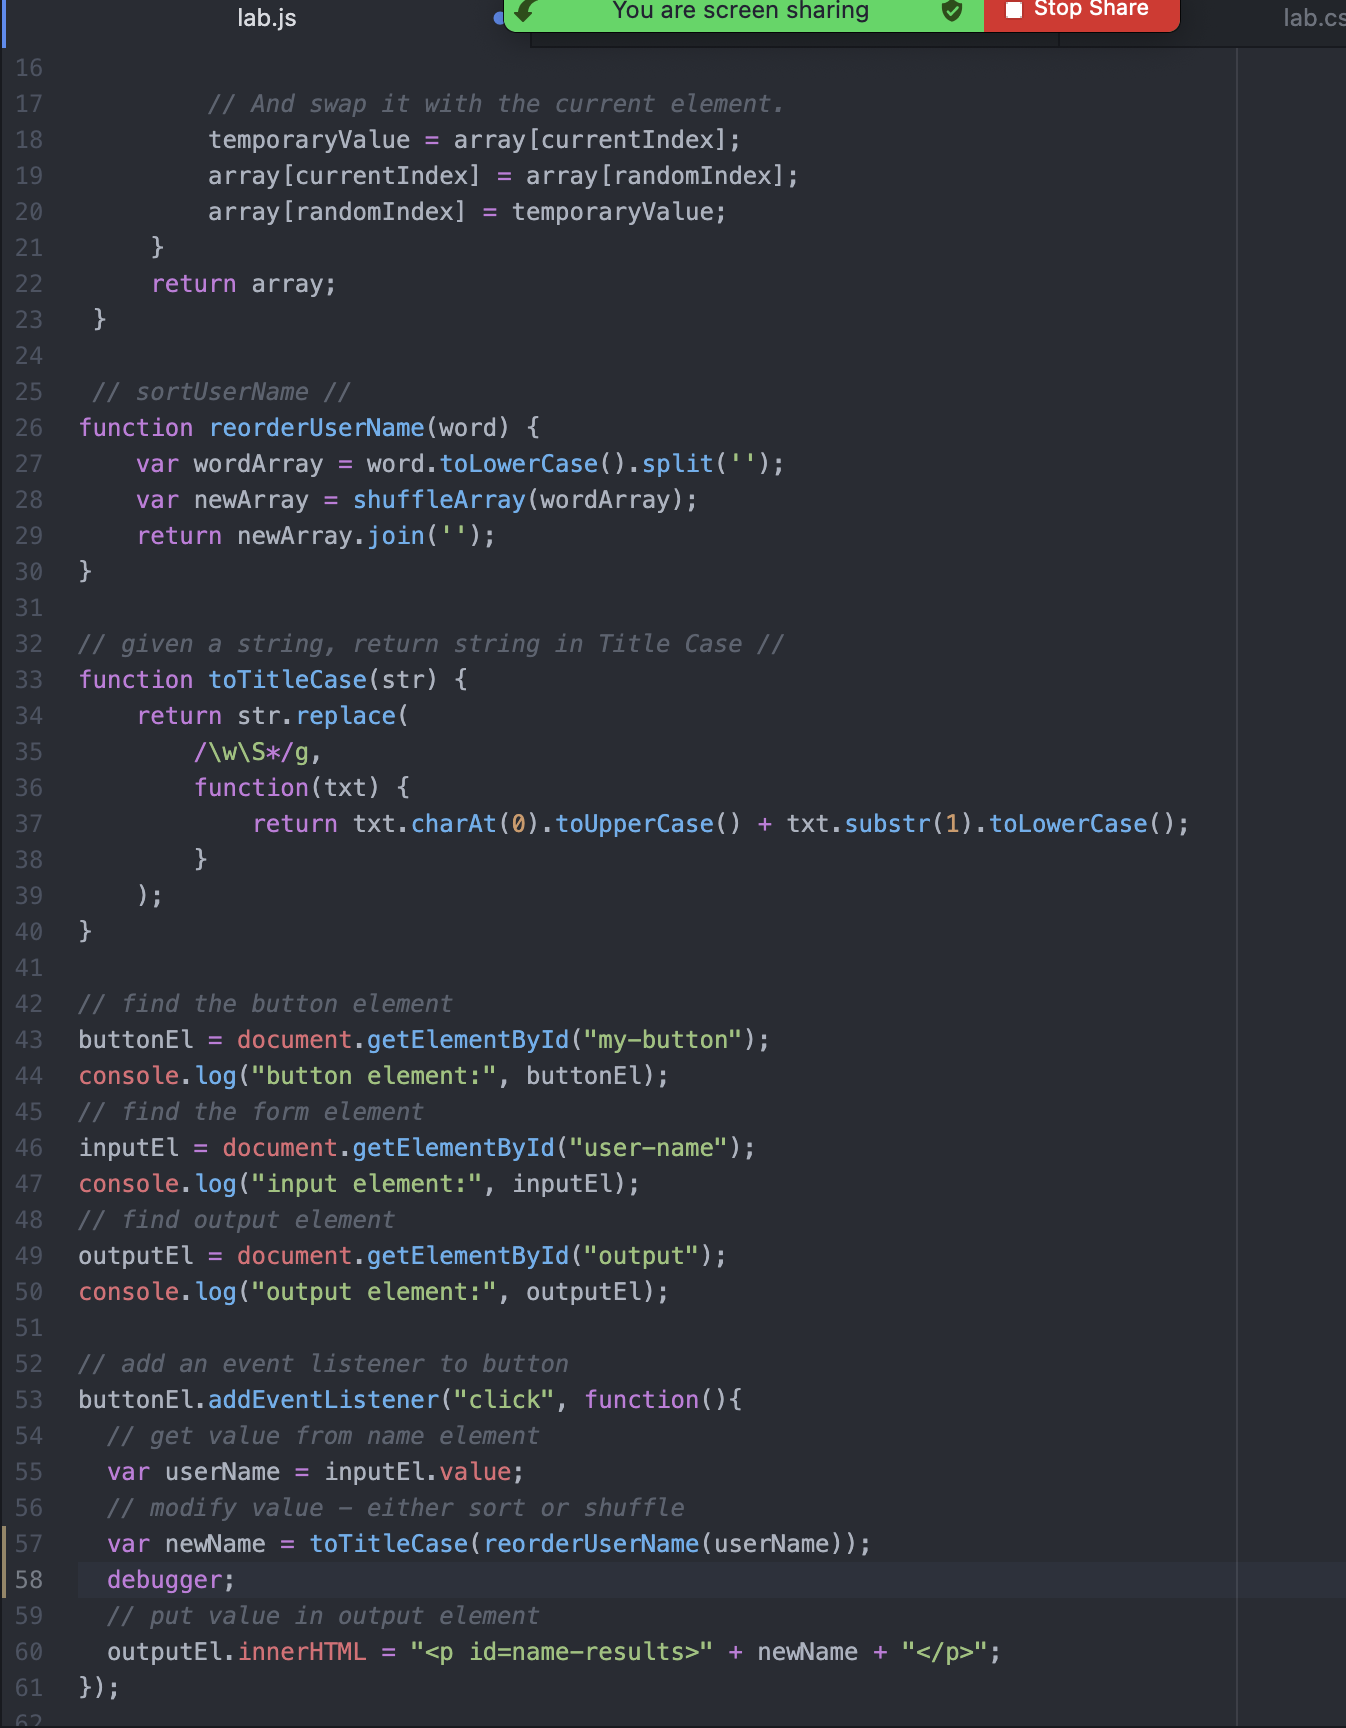 lab.js
You are screen sharing
Stop Share
16
17 // And swap it with the current element.
18 temporaryValue = array[currentIndex];
19 array[currentIndex] = array[randomIndex];
20 array[randomIndex] = temporaryValue;
21 }
22 return array;
23 }
24
25 // sortUserName //
26 function reorderUserName(word) {
27 var wordArray = word.toLowerCase().split('');
28 var newArray = shuffleArray(wordArray);
29 return newArray.join('');
30 }
31
32 // given a string, return string in Title Case //
33 function toTitleCase(str) {
34 return str.replace(
35 /\w\S*/g,
36 function(txt) {
37 return txt.charAt(0).toUpperCase() + txt.substr(1).toLowerCase();
38 }
39 );
40 }
41
42 // find the button element
43 buttonEl = document.getElementById("my-button");
44 console.log("button element:", buttonEl);
45 // find the form element
46 inputEl = document.getElementById("user-name");
47 console.log("input element:", inputEl);
48 // find output element
49 outputEl = document.getElementById("output");
50 console.log("output element:", outputEl);
51
52 // add an event listener to button
53 buttonEl.addEventListener("click", function(){
54 // get value from name element
55 var userName = inputEl.value;
56 // modify value - either sort or shuffle
57 var newName = toTitleCase(reorderUserName(userName));
58 debugger;
59 // put value in output element
60 outputEl.innerHTML = "<p id=name-results>" + newName + "</p>";
61 });
62